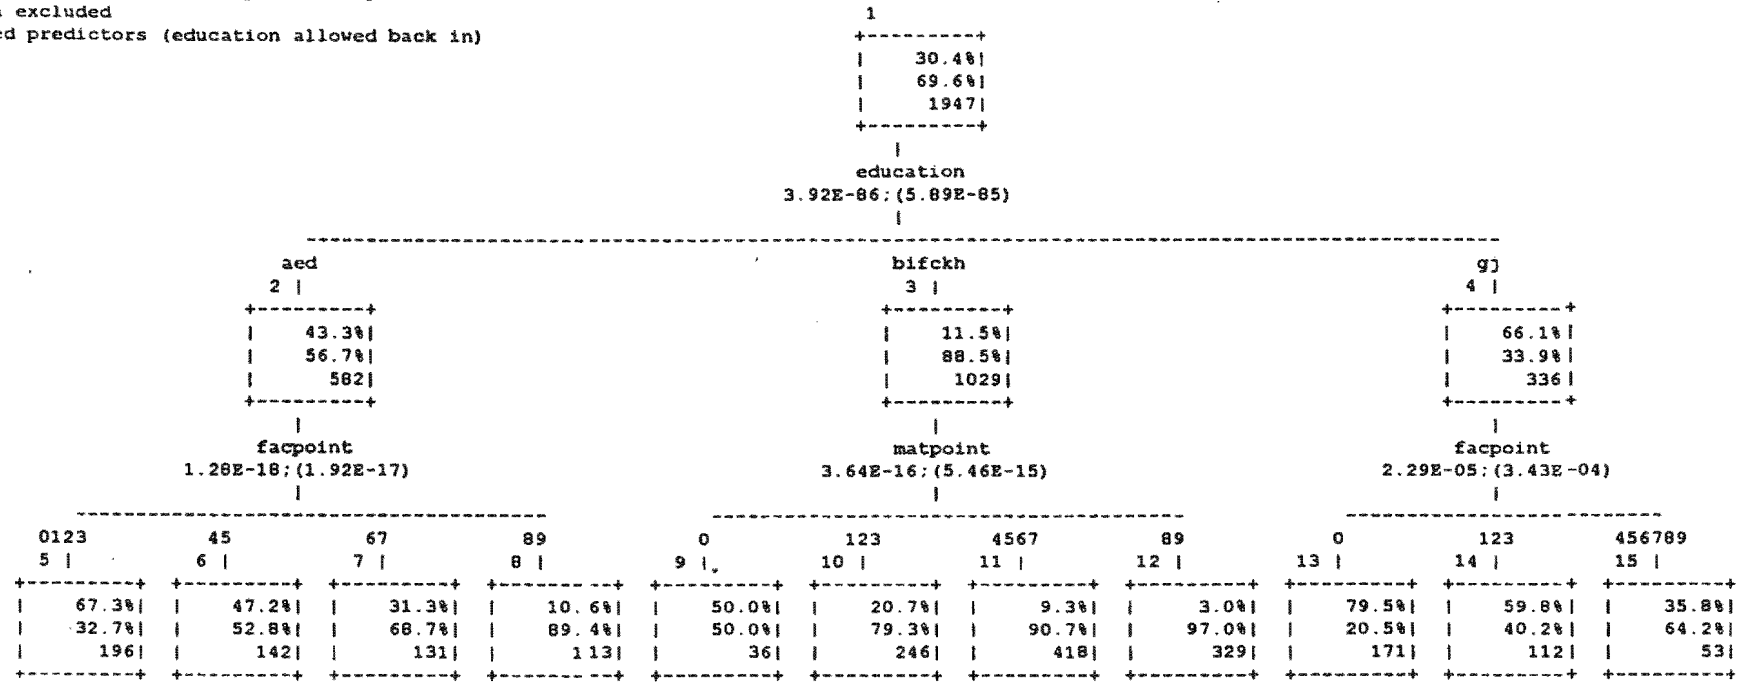 excluded
ed predictors (education allowed back in)
1
+---------+
| 30.4%|
| 69.6%|
| 1947|
+---------+
|
education
3.92E-86;(5.89E-85)
|
aed bifckh gj
2 | 3 | 4 |
+---------+ +---------+ +---------+
| 43.3%| | 11.5%| | 66.1%|
| 56.7%| | 88.5%| | 33.9%|
| 582| | 1029| | 336|
+---------+ +---------+ +---------+
| | |
facpoint matpoint facpoint
1.28E-18;(1.92E-17) 3.64E-16;(5.46E-15) 2.29E-05;(3.43E-04)
| | |
0123 45 67 89 0 123 4567 89 0 123 456789
5 | 6 | 7 | 8 | 9 | 10 | 11 | 12 | 13 | 14 | 15 |
+---------+ +---------+ +---------+ +---------+ +---------+ +---------+ +---------+ +---------+ +---------+ +---------+ +---------+
| 67.3%| | 47.2%| | 31.3%| | 10.6%| | 50.0%| | 20.7%| | 9.3%| | 3.0%| | 79.5%| | 59.8%| | 35.8%|
| 32.7%| | 52.8%| | 68.7%| | 89.4%| | 50.0%| | 79.3%| | 90.7%| | 97.0%| | 20.5%| | 40.2%| | 64.2%|
| 196| | 142| | 131| | 113| | 36| | 246| | 418| | 329| | 171| | 112| | 53|
+---------+ +---------+ +---------+ +---------+ +---------+ +---------+ +---------+ +---------+ +---------+ +---------+ +---------+